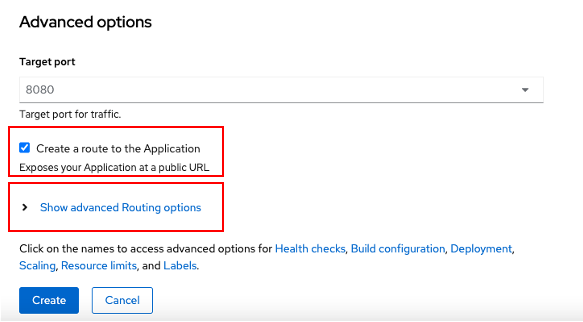 Advanced options
Target port
8080
Target port for traffic.
Create a route to the Application
Exposes your Application at a public URL
Show advanced Routing options
Click on the names to access advanced options for Health checks, Build configuration, Deployment,
Scaling, Resource limits, and Labels.
Create Cancel